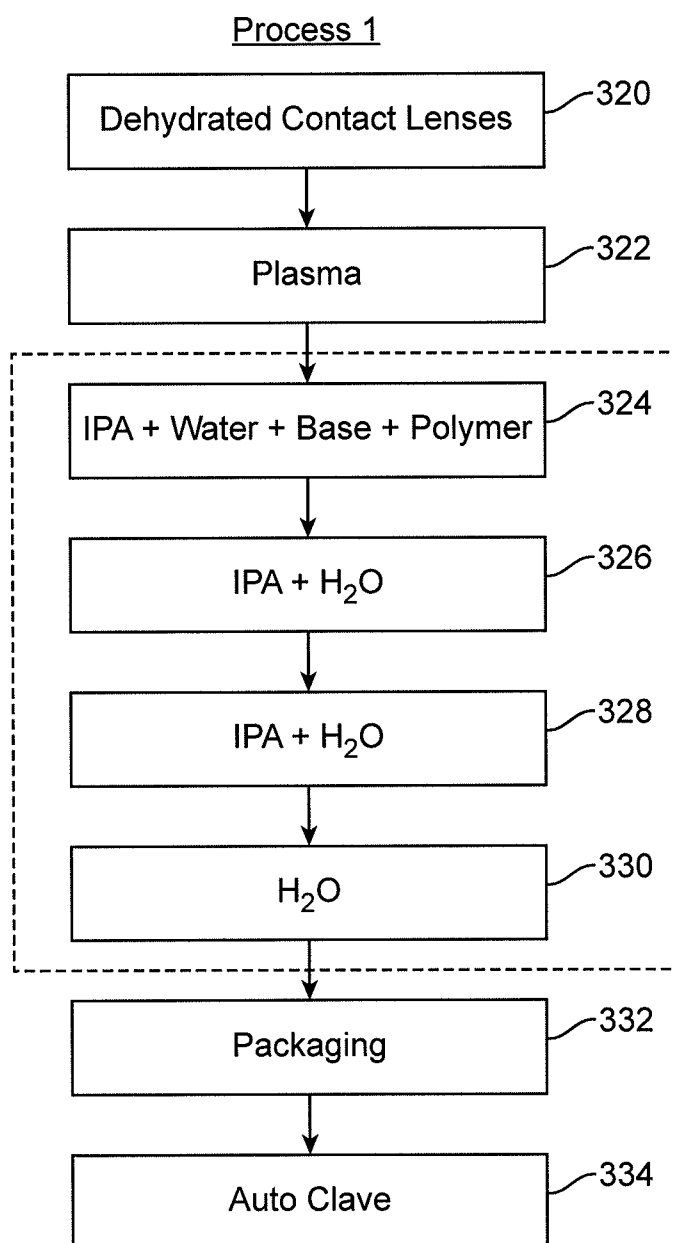 Process 1
Dehydrated Contact Lenses
320
Plasma
322
IPA + Water + Base + Polymer
324
IPA + H₂O
326
IPA + H₂O
328
H₂O
330
Packaging
332
Auto Clave
334